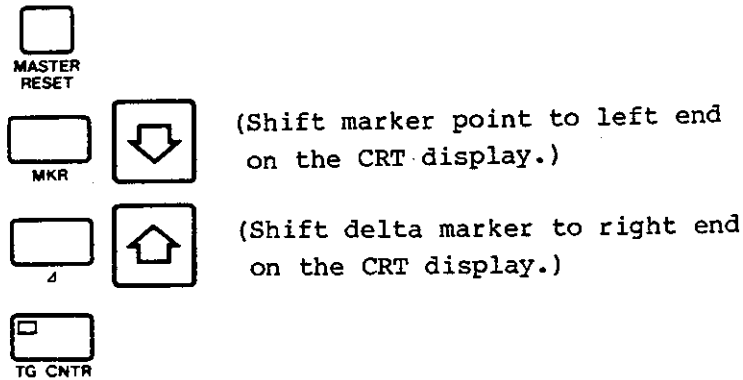 MASTER
RESET
MKR
(Shift marker point to left end
on the CRT display.)
⊿
(Shift delta marker to right end
on the CRT display.)
TG CNTR